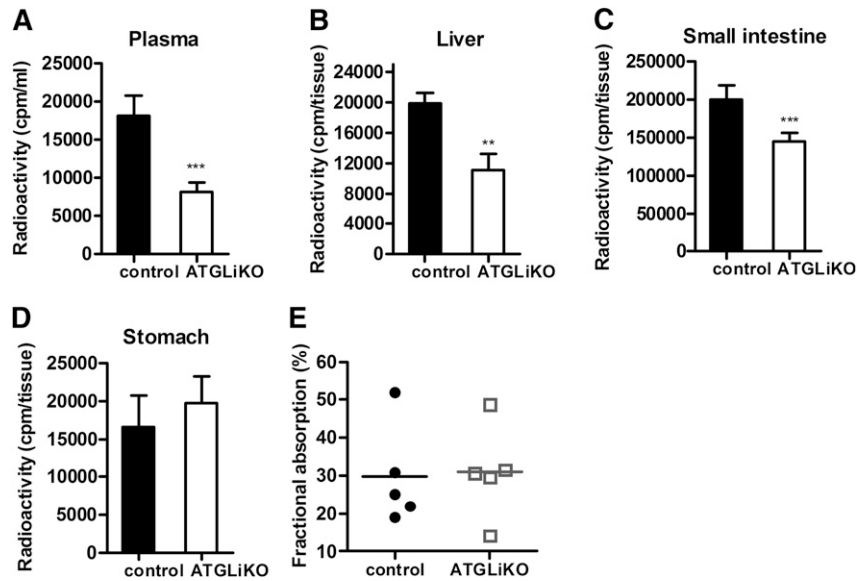 A
Plasma
Radioactivity (cpm/ml)
25000
20000
15000
10000
5000
0
***
control ATGLiKO
B
Liver
Radioactivity (cpm/tissue)
24000
20000
16000
12000
8000
4000
0
**
control ATGLiKO
C
Small intestine
Radioactivity (cpm/tissue)
250000
200000
150000
100000
50000
0
***
control ATGLiKO
D
Stomach
Radioactivity (cpm/tissue)
25000
20000
15000
10000
5000
0
control ATGLiKO
E
Fractional absorption (%)
60
50
40
30
20
10
control ATGLiKO